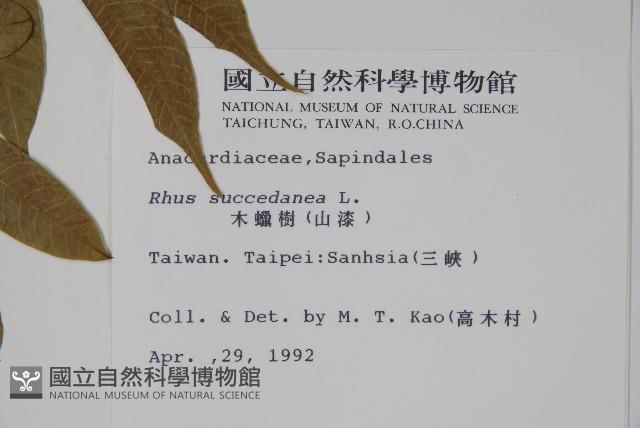 國立自然科學博物館
NATIONAL MUSEUM OF NATURAL SCIENCE
TAICHUNG, TAIWAN, R.O.CHINA
Anacardiaceae,Sapindales
Rhus succedanea L.
木蠟樹(山漆)
Taiwan. Taipei:Sanhsia(三峽)
Coll. & Det. by M. T. Kao(高木村)
Apr. ,29, 1992
國立自然科學博物館
NATIONAL MUSEUM OF NATURAL SCIENCE